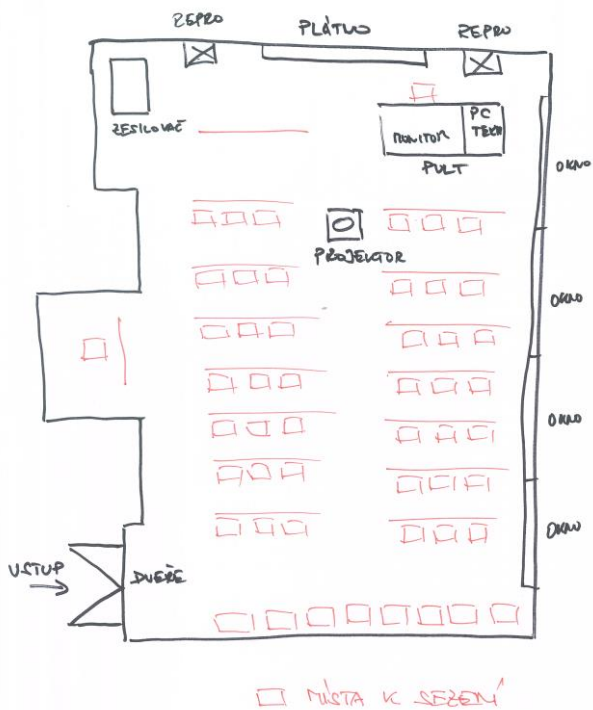 REPRO
PLÁTNO
REPRO
ZESILOVAČ
MONITOR
PC
TECH
PULT
OKNO
PROJEKTOR
OKNO
OKNO
OKNO
VSTUP
DVEŘE
MÍSTA K SEZENÍ